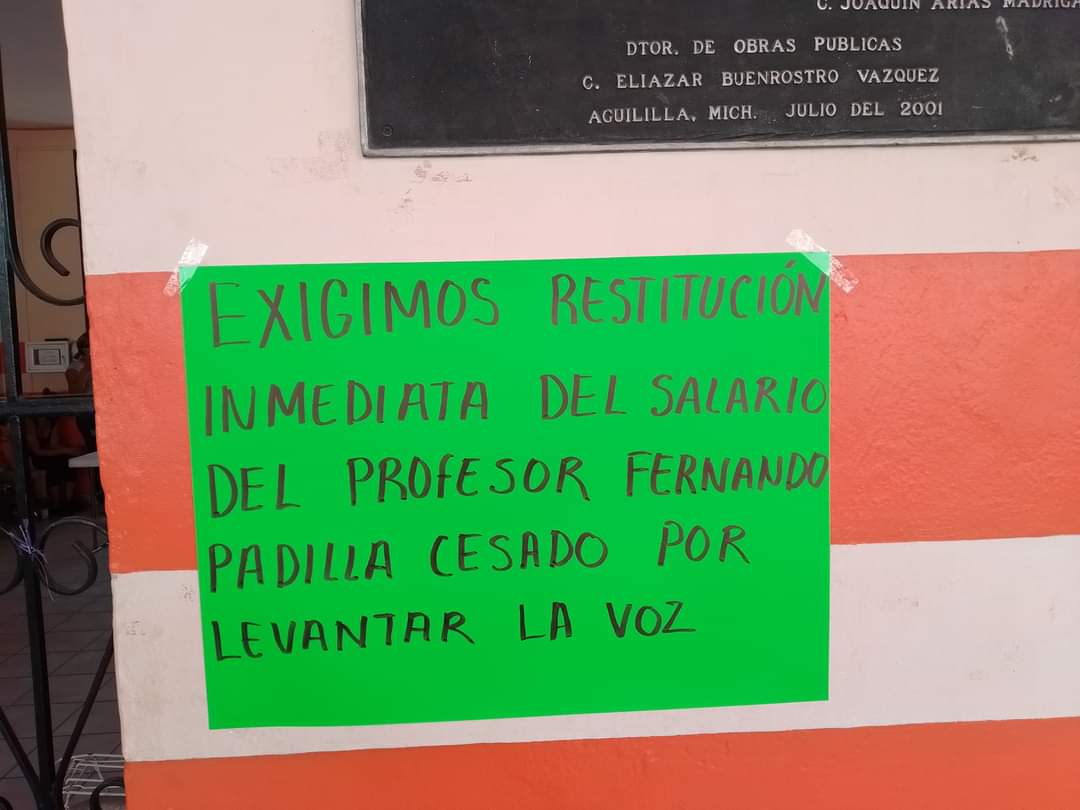 C. JOAQUIN ARIAS
DTOR. DE OBRAS PUBLICAS
C. ELIAZAR BUENROSTRO VAZQUEZ
AGUILILLA, MICH. JULIO DEL 2001
EXIGIMOS RESTITUCIÓN
INMEDIATA DEL SALARIO
DEL PROFESOR FERNANDO
PADILLA CESADO POR
LEVANTAR LA VOZ